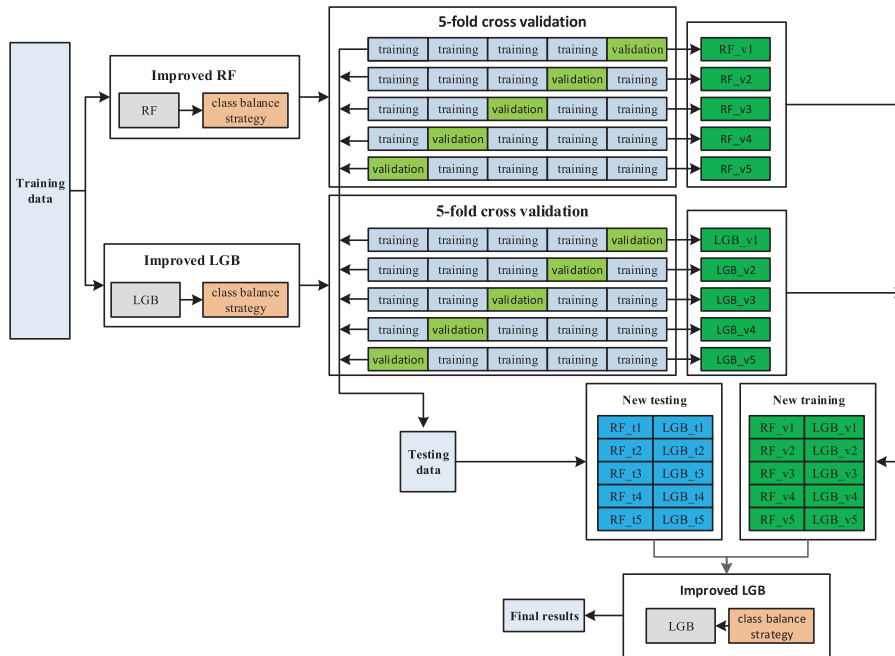 5-fold cross validation
training training training training validation RF_v1
training training training validation training RF_v2
training training validation training training RF_v3
training validation training training training RF_v4
validation training training training training RF_v5
Improved RF
RF
class balance
strategy
Training
data
Improved LGB
LGB
class balance
strategy
5-fold cross validation
training training training training validation LGB_v1
training training training validation training LGB_v2
training training validation training training LGB_v3
training validation training training training LGB_v4
validation training training training training LGB_v5
Testing
data
New testing
RF_t1 LGB_t1
RF_t2 LGB_t2
RF_t3 LGB_t3
RF_t4 LGB_t4
RF_t5 LGB_t5
New training
RF_v1 LGB_v1
RF_v2 LGB_v2
RF_v3 LGB_v3
RF_v4 LGB_v4
RF_v5 LGB_v5
Improved LGB
LGB
class balance
strategy
Final results